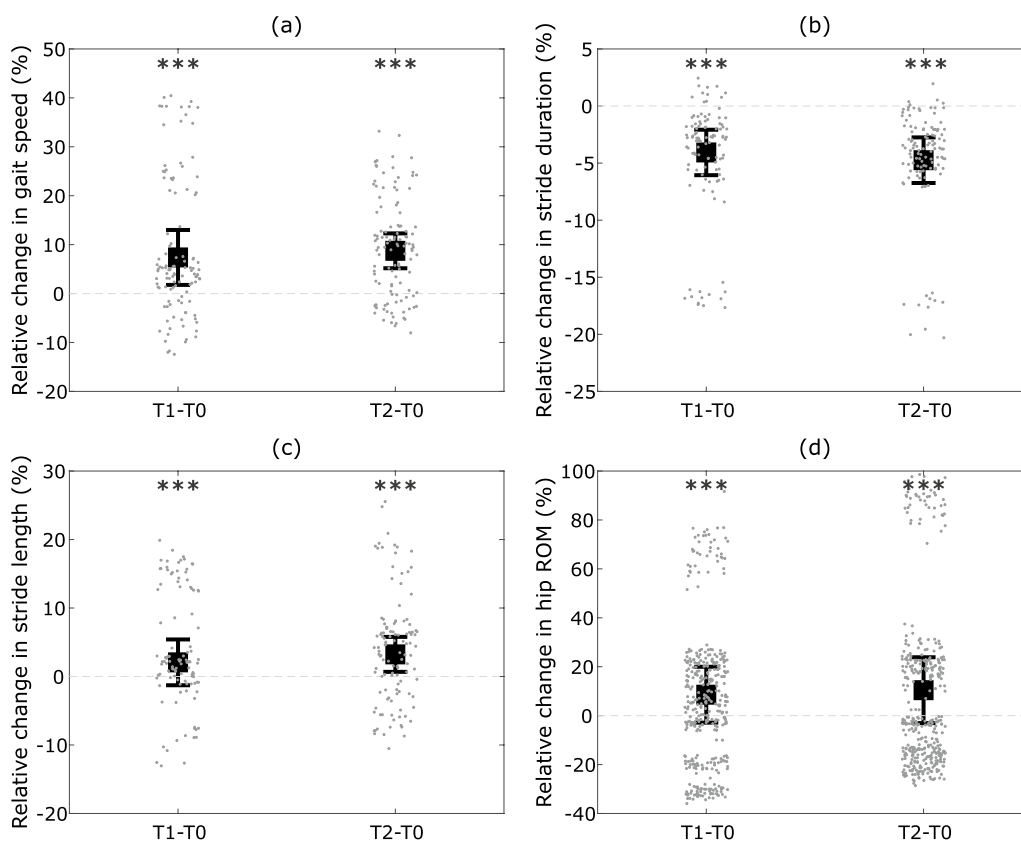 (a)
Relative change in gait speed (%)
50
40
30
20
10
0
-10
-20
***
***
T1-T0
T2-T0
(b)
Relative change in stride duration (%)
5
0
-5
-10
-15
-20
-25
***
***
T1-T0
T2-T0
(c)
Relative change in stride length (%)
30
20
10
0
-10
-20
***
***
T1-T0
T2-T0
(d)
Relative change in hip ROM (%)
100
80
60
40
20
0
-20
-40
***
***
T1-T0
T2-T0